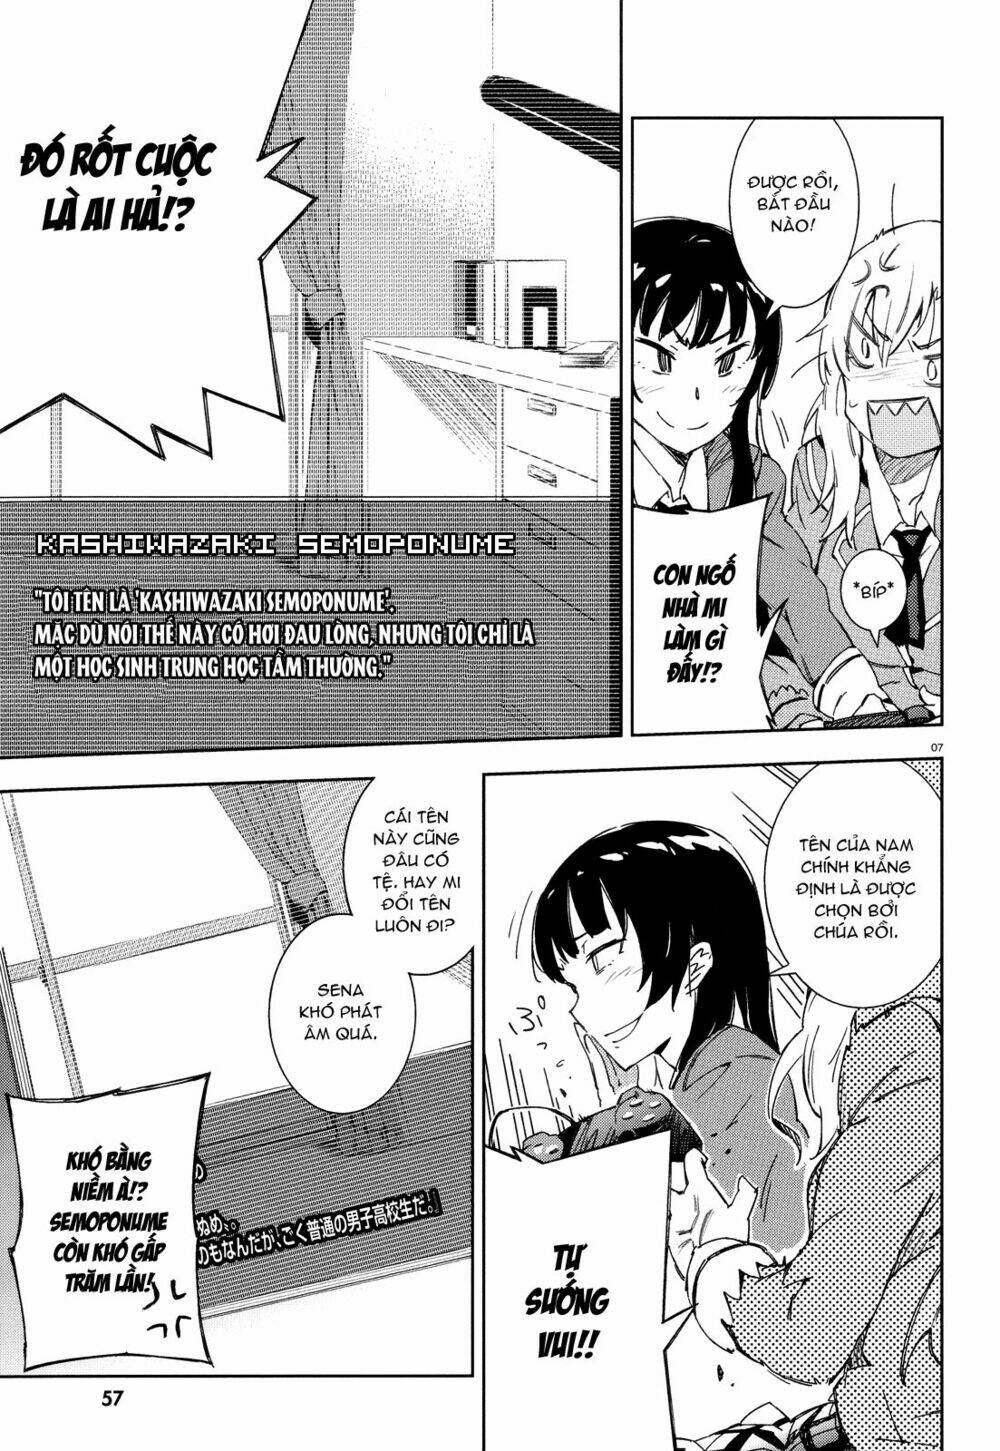 ĐƯỢC RỒI,
BẮT ĐẦU
NÀO!
*BÍP*
CON NGỐ
NHÀ MI
LÀM GÌ
ĐẤY!?
ĐÓ RỐT CUỘC
LÀ AI HẢ!?
KASHIWAZAKI SEMOPONUME
"TÔI TÊN LÀ 'KASHIWAZAKI SEMOPONUME'.
MẶC DÙ NÓI THẾ NÀY CÓ HƠI ĐAU LÒNG, NHƯNG TÔI CHỈ LÀ
MỘT HỌC SINH TRUNG HỌC TẦM THƯỜNG."
07
TÊN CỦA NAM
CHÍNH KHẲNG
ĐỊNH LÀ ĐƯỢC
CHỌN BỞI
CHÚA RỒI.
TỰ
SƯỚNG
VUI!!
CÁI TÊN
NÀY CŨNG
ĐÂU CÓ
TỆ. HAY MI
ĐỔI TÊN
LUÔN ĐI?
SENA
KHÓ PHÁT
ÂM QUÁ.
KHÓ BẰNG
NIỀM À!?
SEMOPONUME
CÒN KHÓ GẤP
TRĂM LẦN!
の
ぬめ、。
のもなんだが、ごく普通の男子高校生だ。』
57